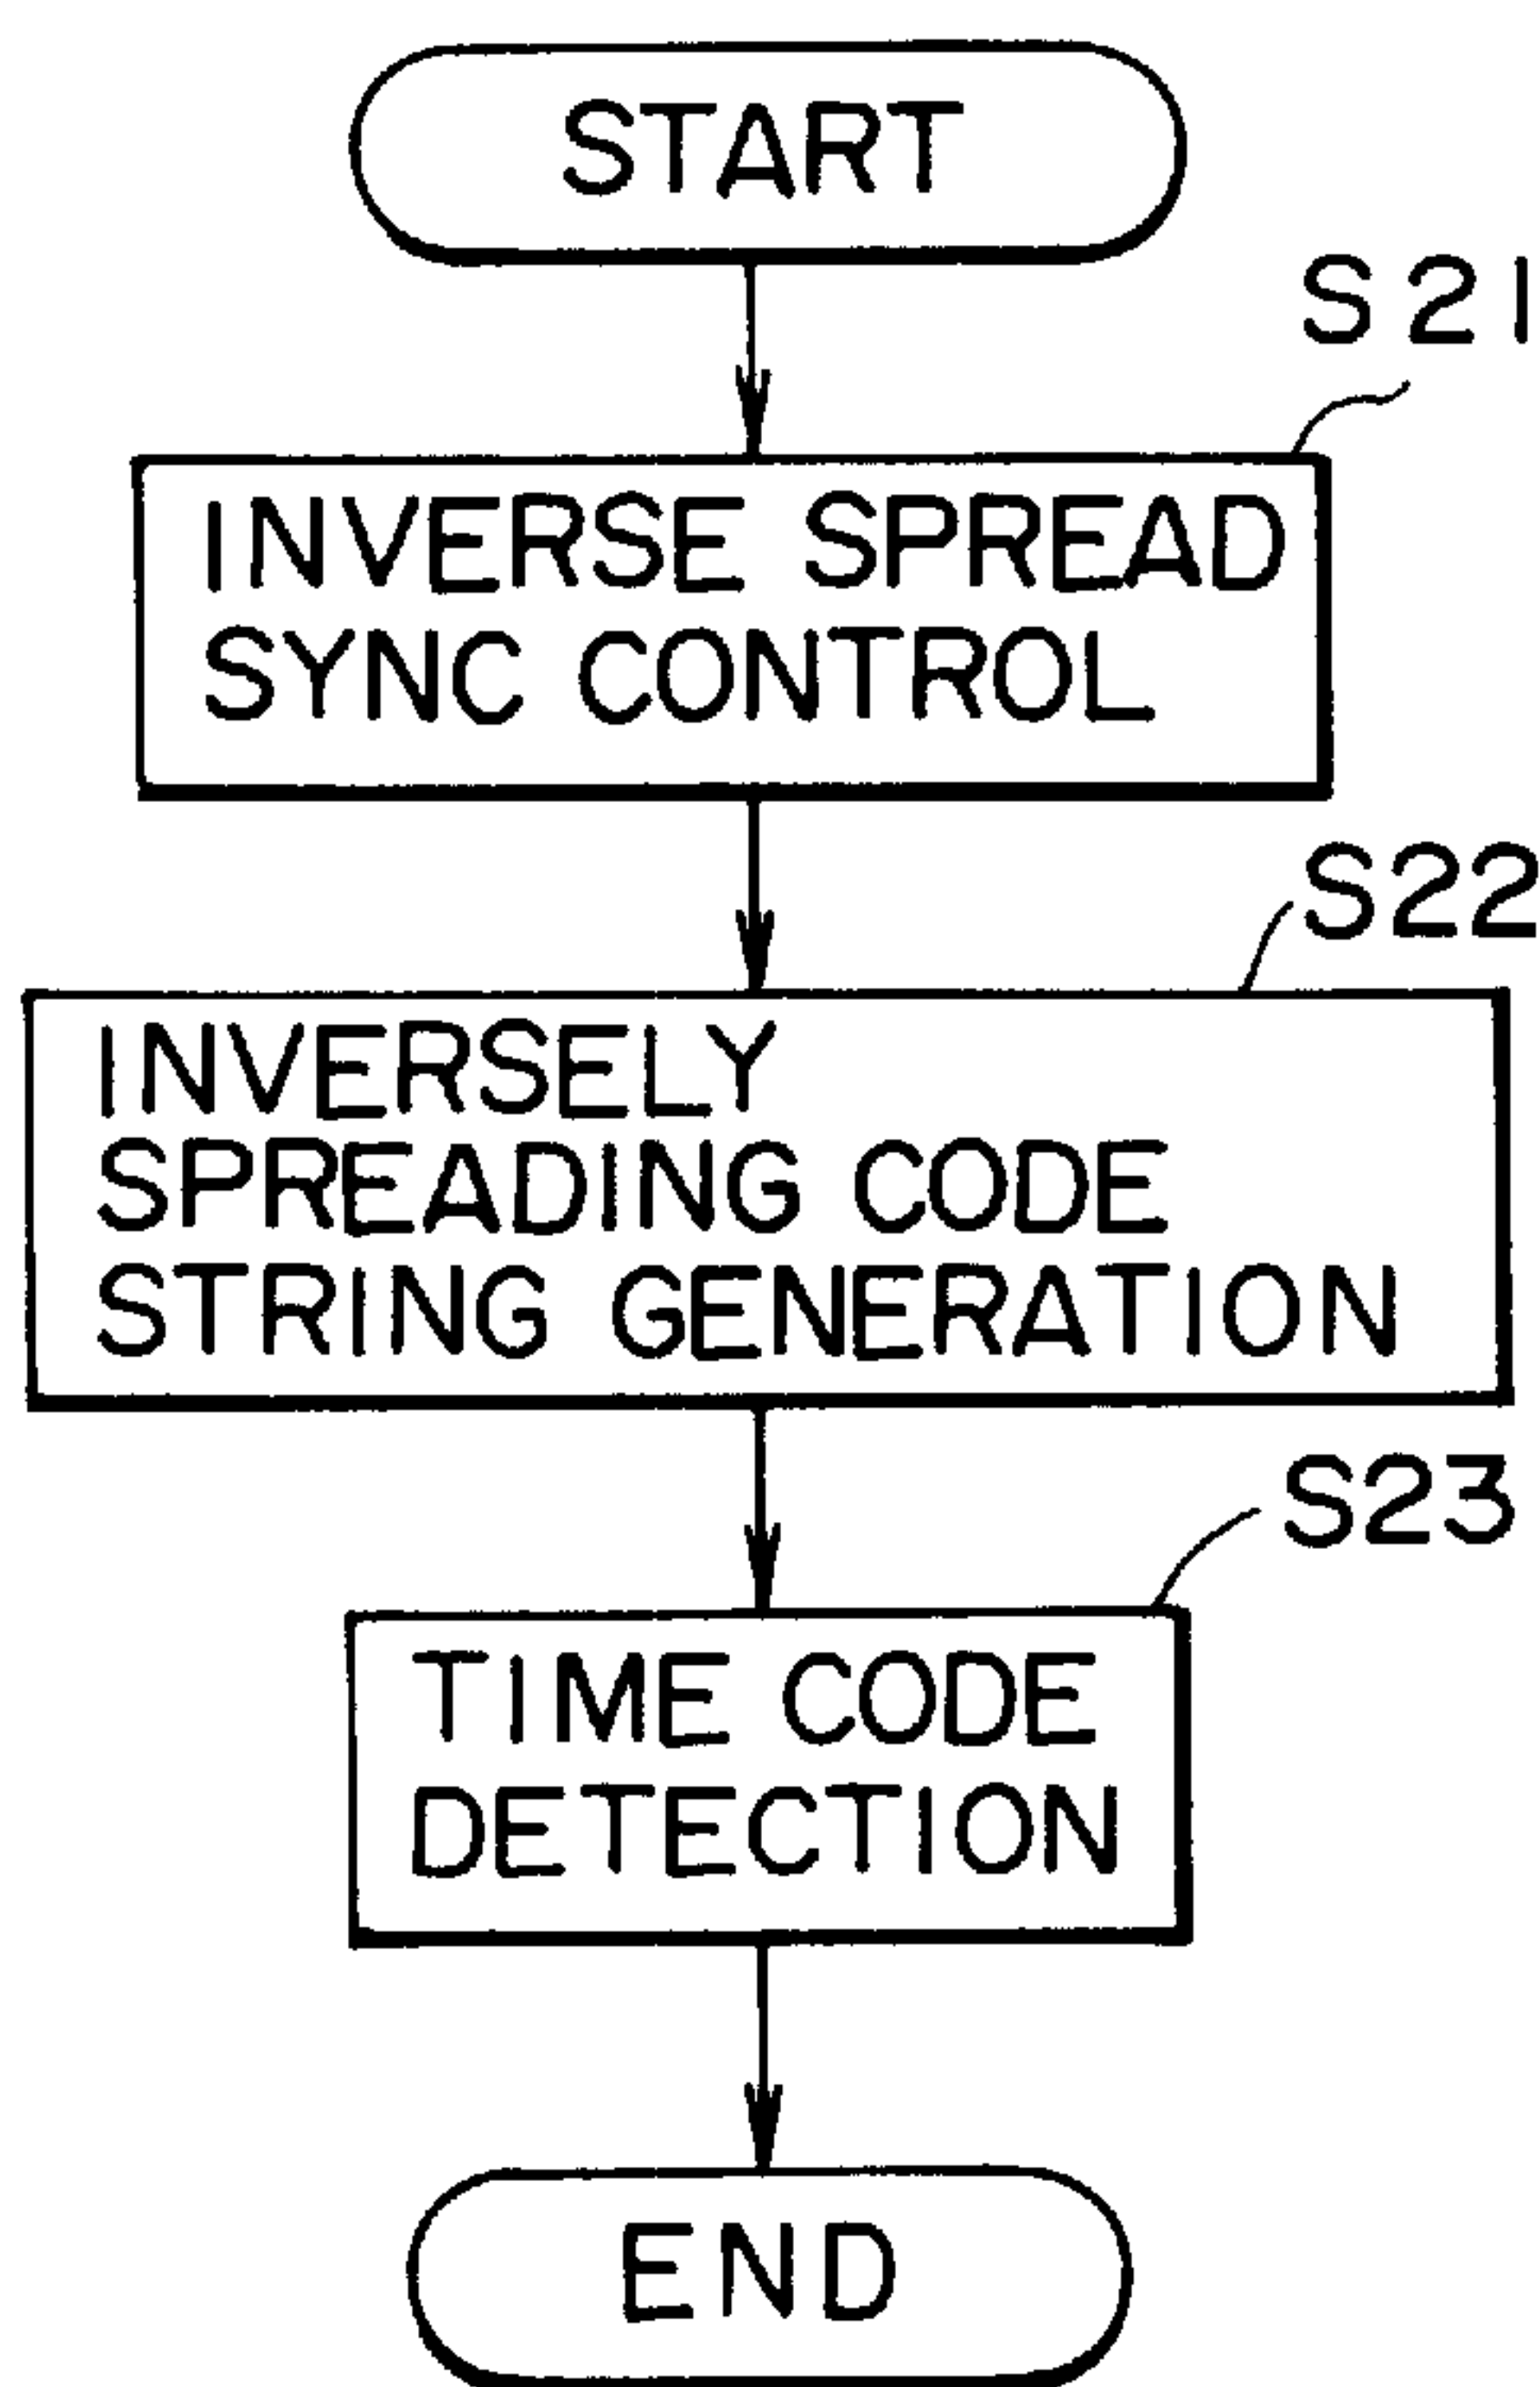 START
S21
INVERSE SPREAD
SYNC CONTROL
S22
INVERSELY
SPREADING CODE
STRING GENERATION
S23
TIME CODE
DETECTION
END